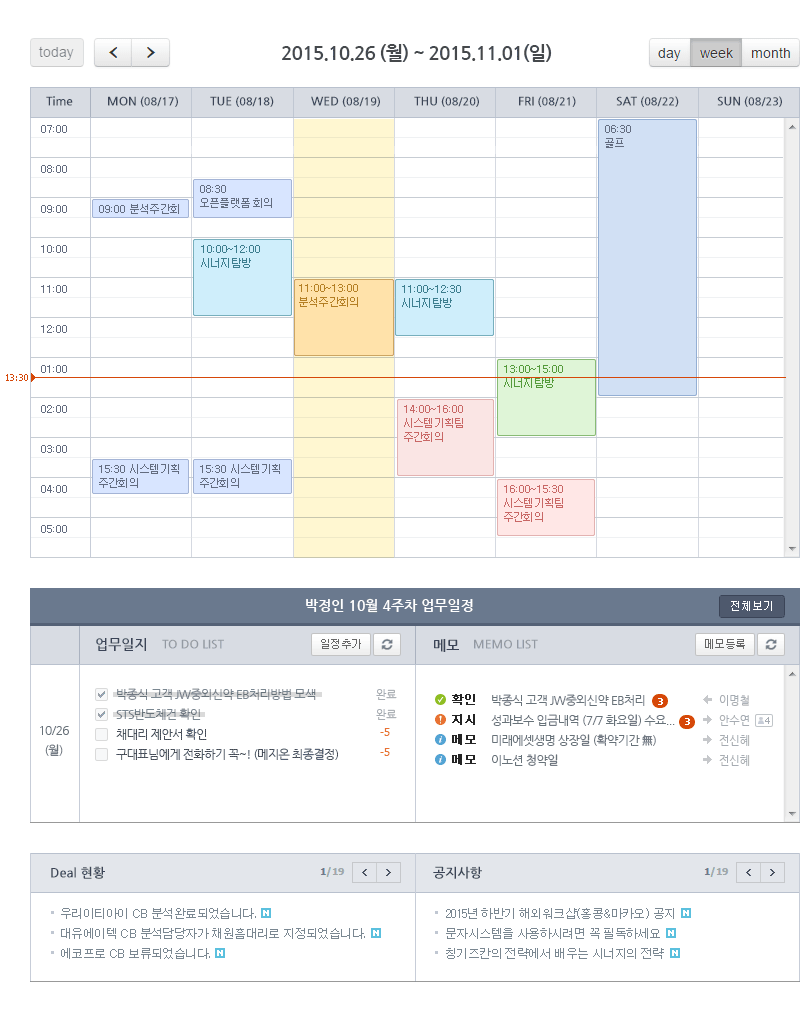 today
2015.10.26 (월) ~ 2015.11.01(일)
day week month
Time MON (08/17) TUE (08/18) WED (08/19) THU (08/20) FRI (08/21) SAT (08/22) SUN (08/23)
07:00
06:30
골프
08:00
08:30
오픈플랫폼 회의
09:00
09:00 분석주간회
10:00
10:00~12:00
시너지탐방
11:00
11:00~13:00
분석주간회의
11:00~12:30
시너지탐방
12:00
01:00
13:00~15:00
시너지탐방
13:30
02:00
14:00~16:00
시스템기획팀
주간회의
03:00
15:30 시스템기획
주간회의
15:30 시스템기획
주간회의
04:00
16:00~15:30
시스템기획팀
주간회의
05:00
박정인 10월 4주차 업무일정
전체보기
업무일지 TO DO LIST 일정추가
메모 MEMO LIST 메모등록
10/26
(월)
박종식 고객 JW중외신약 EB처리방법 모색 완료
STS반도체건 확인 완료
채대리 제안서 확인 -5
구대표님에게 전화하기 꼭~! (메지온 최종결정) -5
확인 박종식 고객 JW중외신약 EB처리 3 이명철
지시 성과보수 입금내역 (7/7 화요일) 수요... 3 안수연 4
메모 미래에셋생명 상장일 (확약기간 無) 전신혜
메모 이노션 청약일 전신혜
Deal 현황 1/19
우리이티아이 CB 분석완료되었습니다. N
대유에이텍 CB 분석담당자가 채원홈대리로 지정되었습니다. N
에코프로 CB 보류되었습니다. N
공지사항 1/19
2015년 하반기 해외워크샵(홍콩&마카오) 공지 N
문자시스템을 사용하시려면 꼭 필독하세요 N
칭기즈칸의 전략에서 배우는 시너지의 전략 N